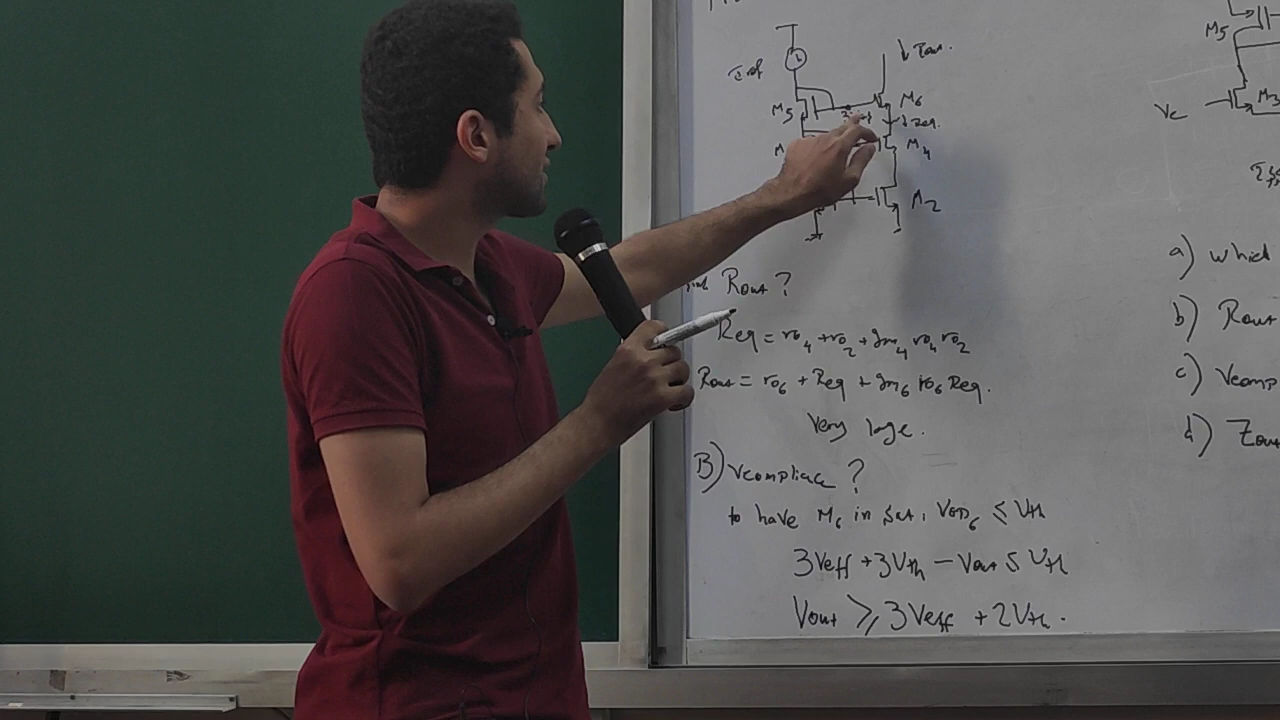 Iref
↓ Iout.
M5
M6
↓ Req.
M4
M2
Rout ?
Req = ro4 + ro2 + gm4 ro4 ro2
Rout = ro6 + Req + gm6 ro6 Req.
Very large.
B) Vcompliace ?
to have M6 in Sat, VGD6 ≤ Vth
3Veff + 3Vth - Vout ≤ Vth
Vout ≥ 3Veff + 2Vth.
M5
M3
Vc
a) which
b) Rout
c) Vcomp
d) Zout